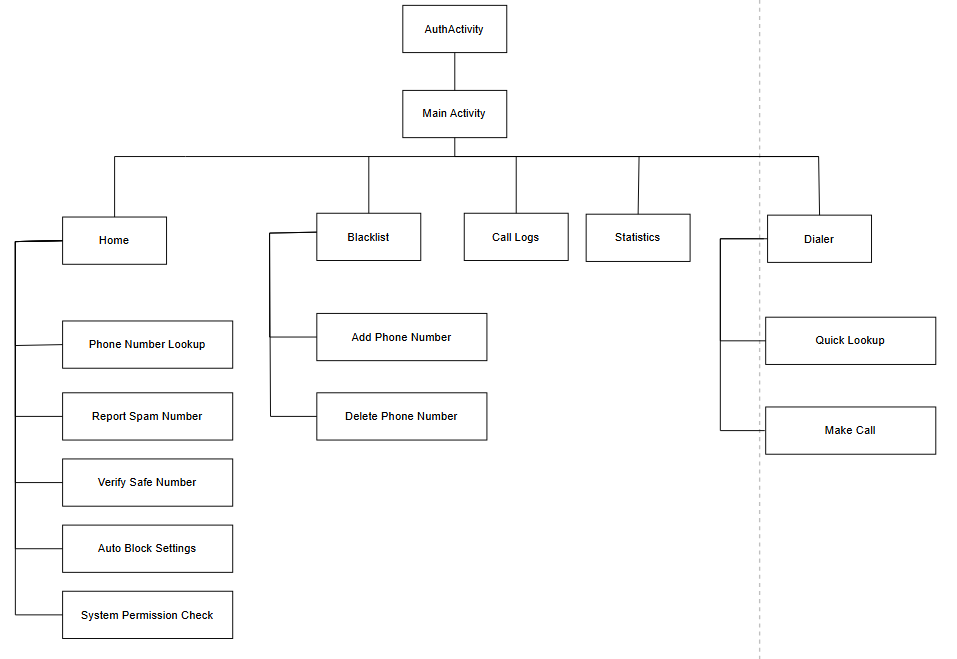 AuthActivity
Main Activity
Home
Blacklist
Call Logs
Statistics
Dialer
Phone Number Lookup
Report Spam Number
Verify Safe Number
Auto Block Settings
System Permission Check
Add Phone Number
Delete Phone Number
Quick Lookup
Make Call